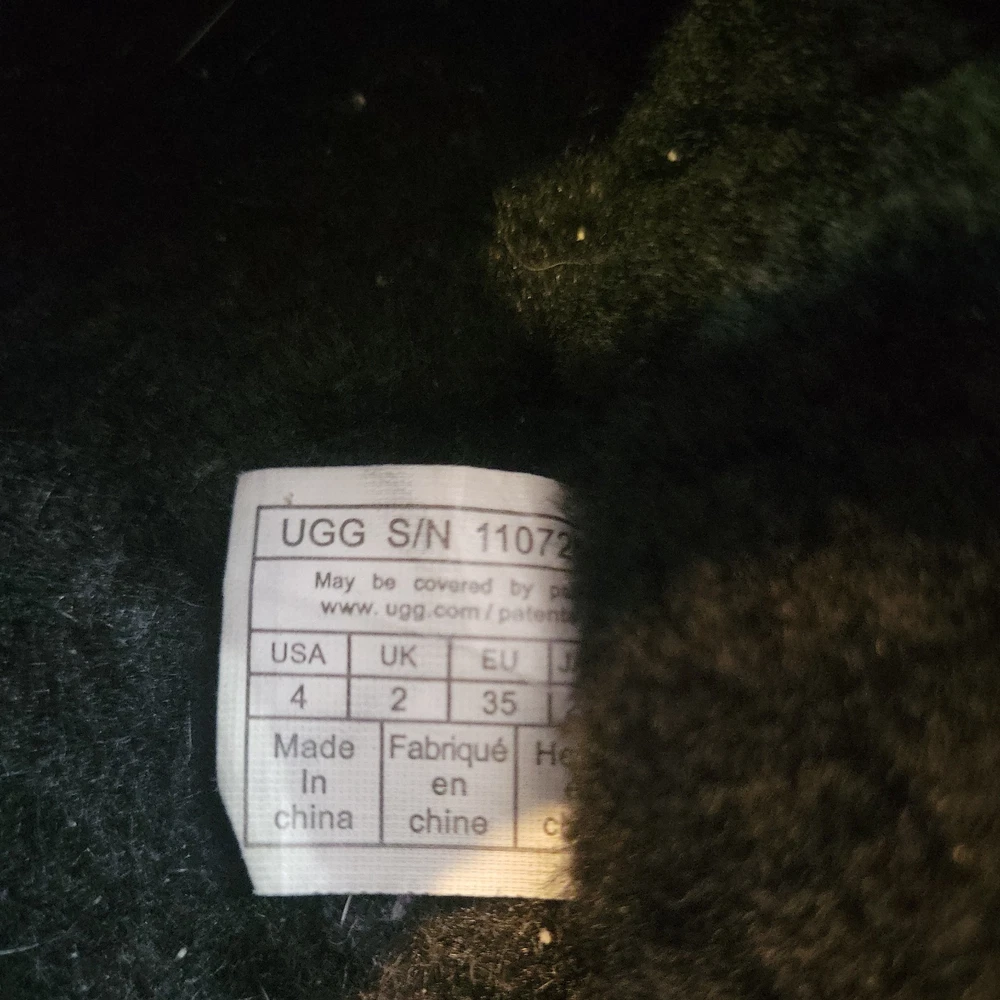 UGG S/N 11072
May be covered by
www.ugg.com/patents
USA UK EU
4 2 35
Made Fabriqué
In en
china chine